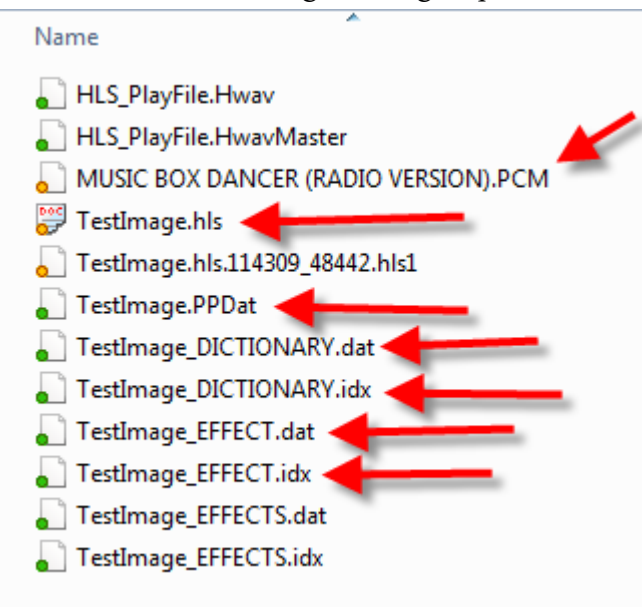 Name
HLS_PlayFile.Hwav
HLS_PlayFile.HwavMaster
MUSIC BOX DANCER (RADIO VERSION).PCM
TestImage.hls
TestImage.hls.114309_48442.hls1
TestImage.PPDat
TestImage_DICTIONARY.dat
TestImage_DICTIONARY.idx
TestImage_EFFECT.dat
TestImage_EFFECT.idx
TestImage_EFFECTS.dat
TestImage_EFFECTS.idx